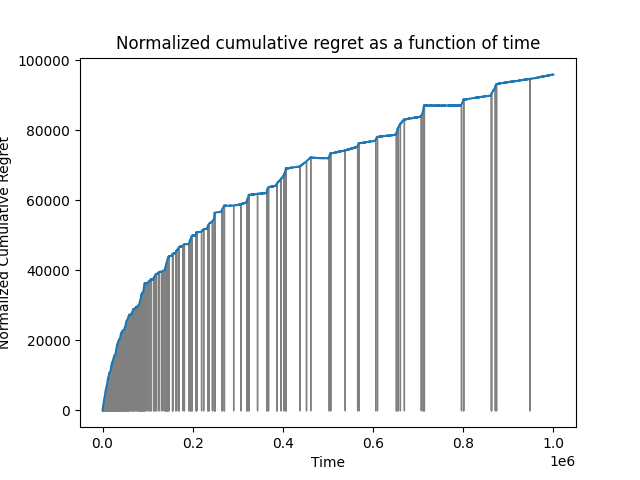 Normalized cumulative regret as a function of time
Normalized Cumulative Regret
100000
80000
60000
40000
20000
0
0.0 0.2 0.4 0.6 0.8 1.0
1e6
Time